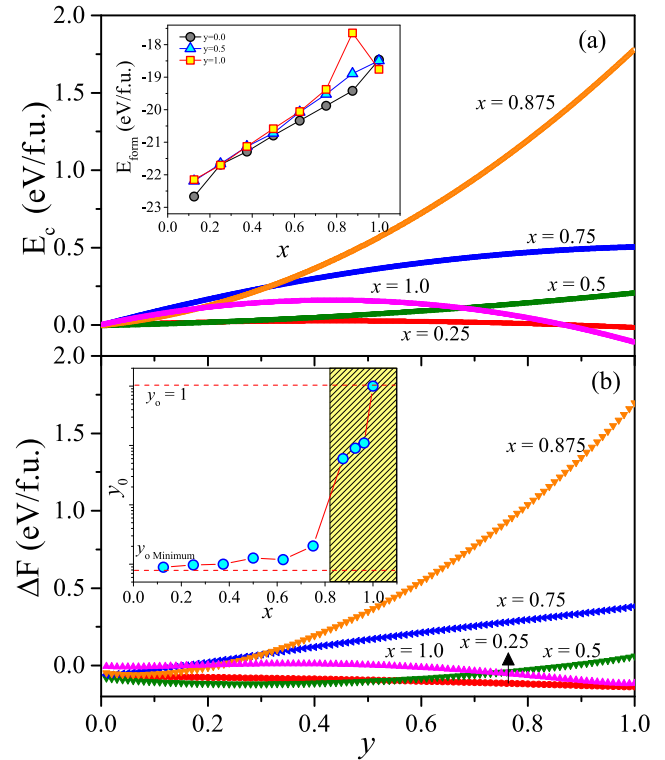 (a)
2.0
1.5
1.0
0.5
0.0
E_c (eV/f.u.)
y=0.0
y=0.5
y=1.0
-18
-19
-20
-21
-22
-23
E_form (eV/f.u.)
0.0 0.2 0.4 0.6 0.8 1.0
x
x = 0.875
x = 0.75
x = 1.0
x = 0.5
x = 0.25
(b)
2.0
1.5
1.0
0.5
0.0
ΔF (eV/f.u.)
y_o = 1
y_0
y_o Minimum
0.0 0.2 0.4 0.6 0.8 1.0
x
x = 0.875
x = 0.75
x = 0.25
x = 1.0
x = 0.5
0.0 0.2 0.4 0.6 0.8 1.0
y